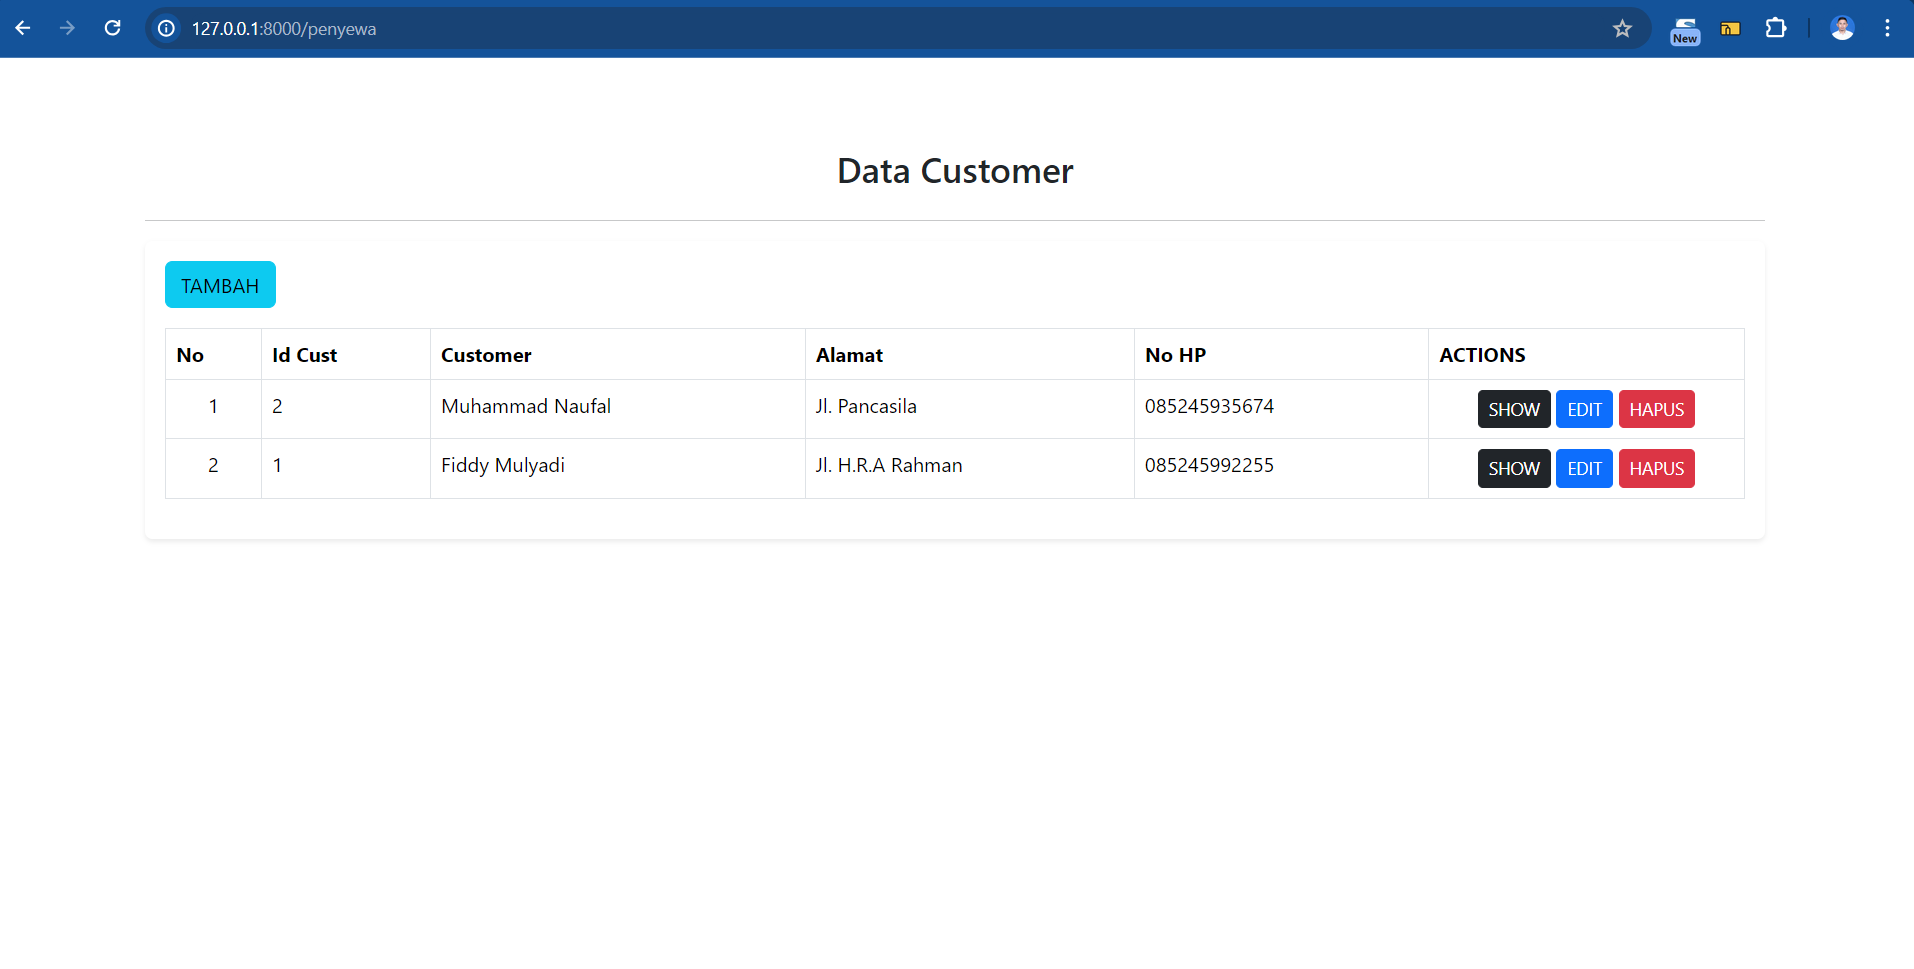 127.0.0.1:8000/penyewa
New
Data Customer
TAMBAH
No Id Cust Customer Alamat No HP ACTIONS
1 2 Muhammad Naufal Jl. Pancasila 085245935674 SHOW EDIT HAPUS
2 1 Fiddy Mulyadi Jl. H.R.A Rahman 085245992255 SHOW EDIT HAPUS